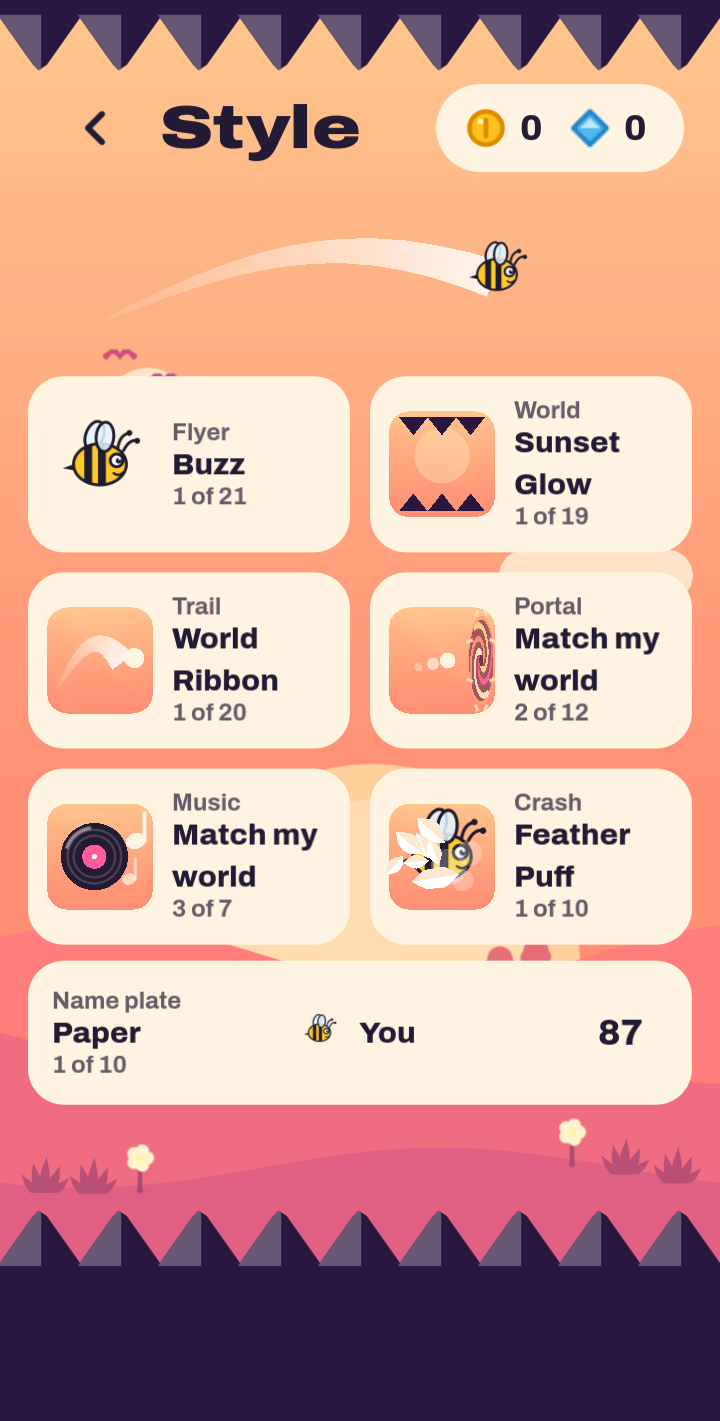 Style
0 0
Flyer
Buzz
1 of 21
World
Sunset
Glow
1 of 19
Trail
World
Ribbon
1 of 20
Portal
Match my
world
2 of 12
Music
Match my
world
3 of 7
Crash
Feather
Puff
1 of 10
Name plate
Paper
1 of 10
You
87